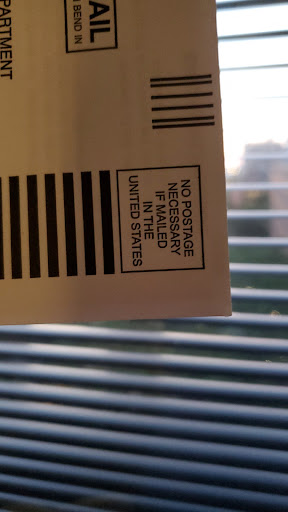 NO POSTAGE
NECESSARY
IF MAILED
IN THE
UNITED STATES
AIL
BEND IN
PARTMENT